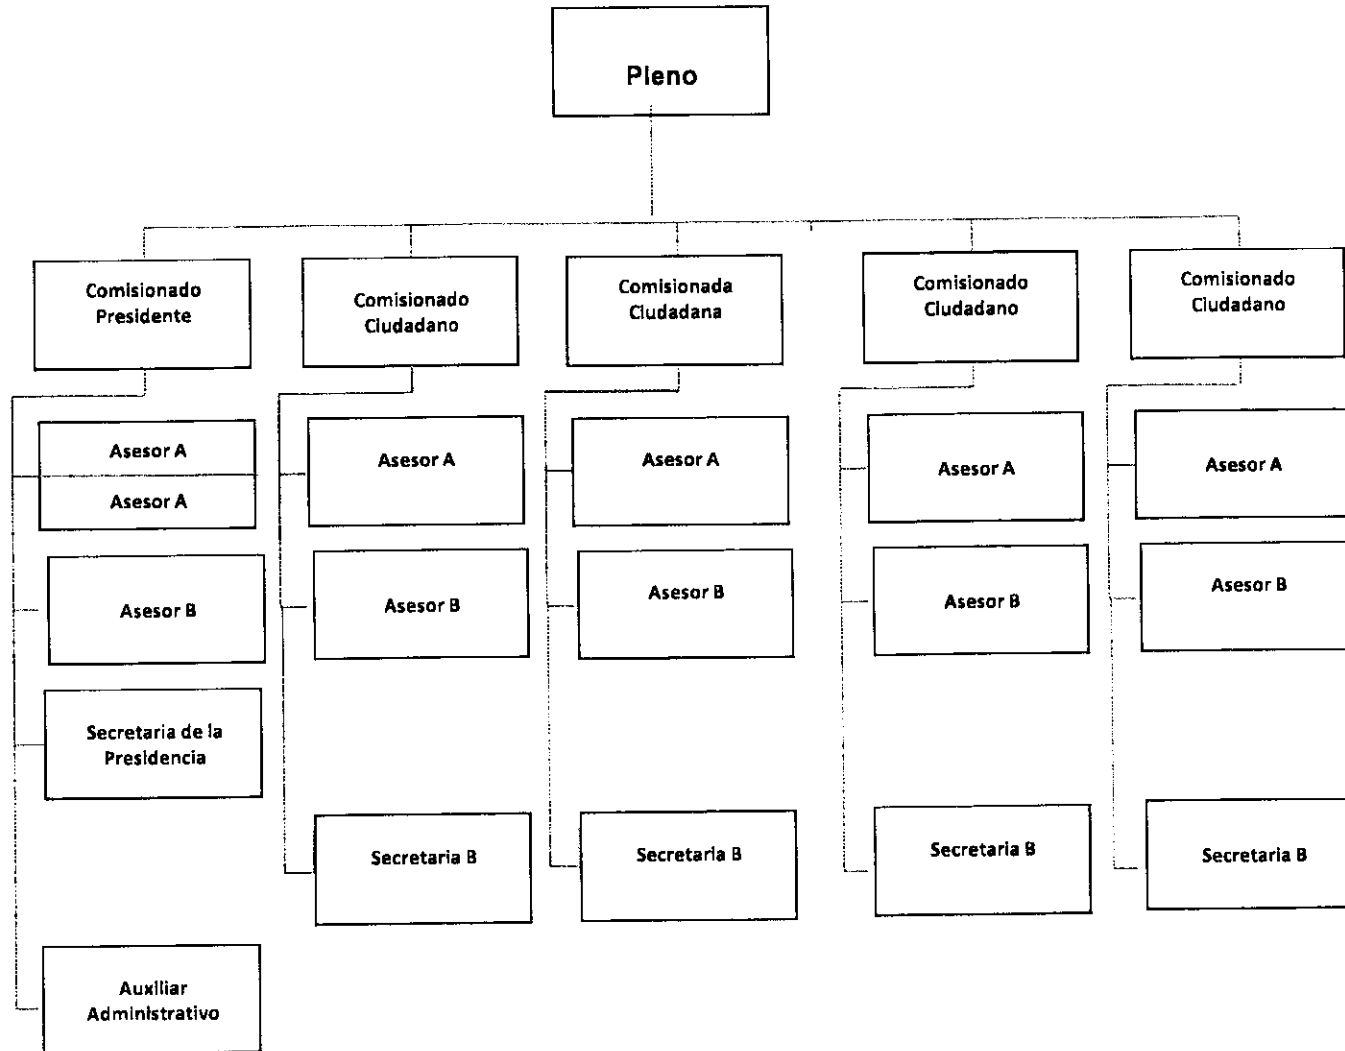 Pleno
Comisionado
Presidente
Comisionado
Ciudadano
Comisionada
Ciudadana
Comisionado
Ciudadano
Comisionado
Ciudadano
Asesor A
Asesor A
Asesor A
Asesor A
Asesor A
Asesor A
Asesor B
Asesor B
Asesor B
Asesor B
Asesor B
Secretaria de la
Presidencia
Secretaria B
Secretaria B
Secretaria B
Secretaria B
Auxiliar
Administrativo